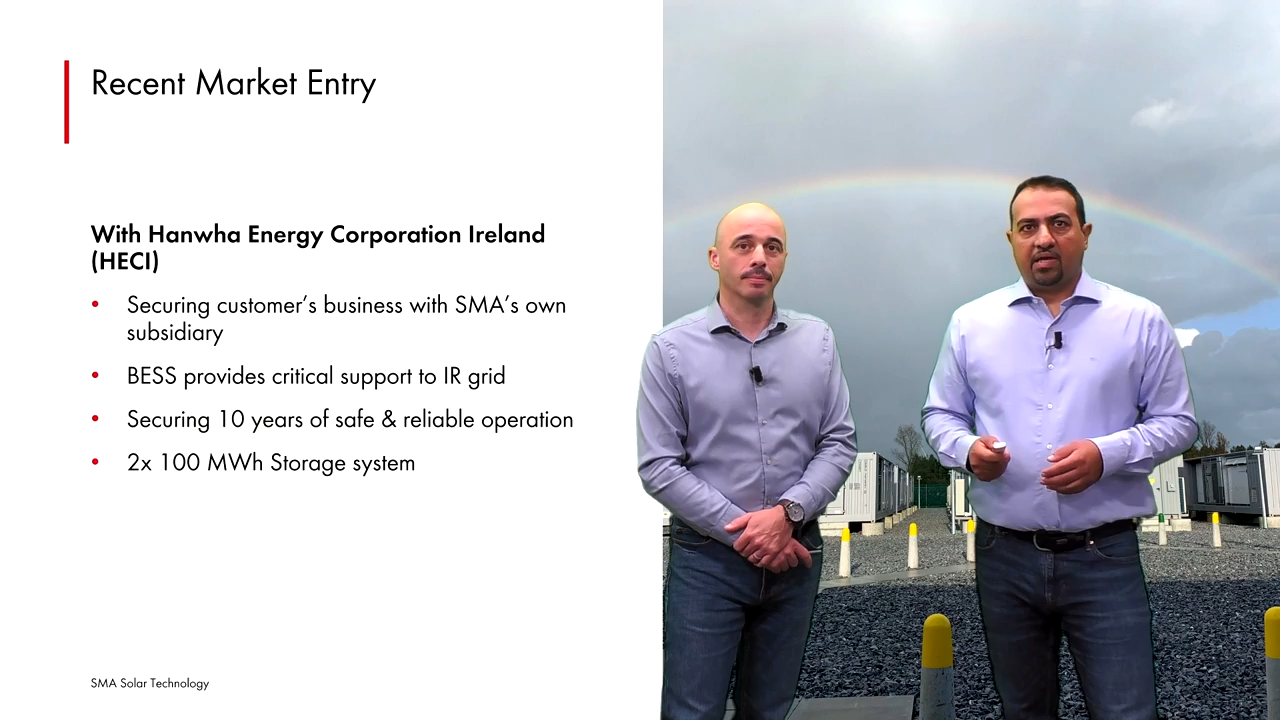 Recent Market Entry
With Hanwha Energy Corporation Ireland
(HECI)
• Securing customer’s business with SMA’s own
subsidiary
• BESS provides critical support to IR grid
• Securing 10 years of safe & reliable operation
• 2x 100 MWh Storage system
SMA Solar Technology